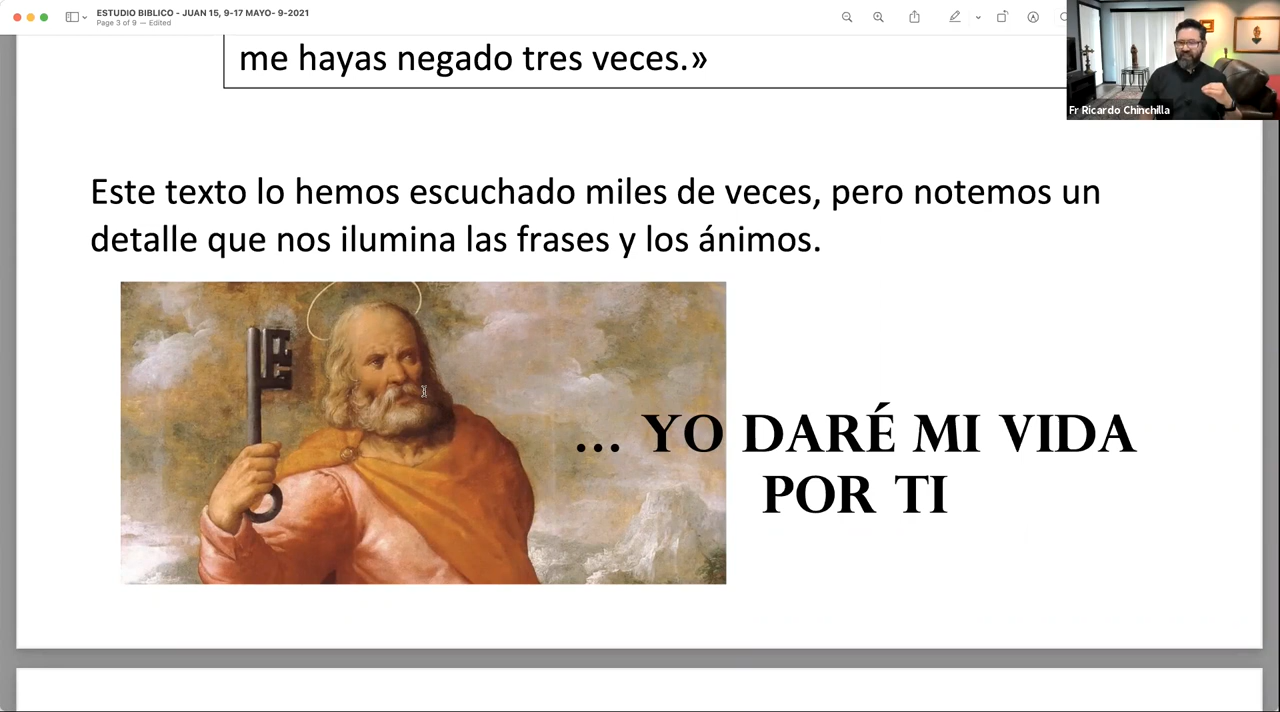 ESTUDIO BIBLICO - JUAN 15, 9-17 MAYO- 9-2021
Page 3 of 9 — Edited
Fr Ricardo Chinchilla
me hayas negado tres veces.»
Este texto lo hemos escuchado miles de veces, pero notemos un
detalle que nos ilumina las frases y los ánimos.
... YO DARÉ MI VIDA
POR TI